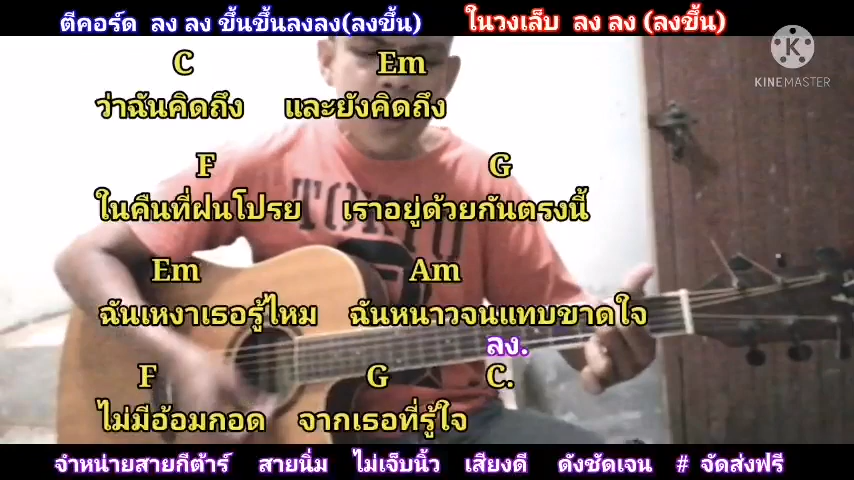 ตีคอร์ด ลง ลง ขึ้นขึ้นลงลง(ลงขึ้น) ในวงเล็บ ลง ลง (ลงขึ้น)
K
KINEMASTER
C Em
ว่าฉันคิดถึง และยังคิดถึง
F G
ในคืนที่ฝนโปรย เราอยู่ด้วยกันตรงนี้
Em Am
ฉันเหงาเธอรู้ไหม ฉันหนาวจนแทบขาดใจ
ลง.
F G C.
ไม่มีอ้อมกอด จากเธอที่รู้ใจ
จำหน่ายสายกีต้าร์ สายนิ่ม ไม่เจ็บนิ้ว เสียงดี ดังชัดเจน # จัดส่งฟรี